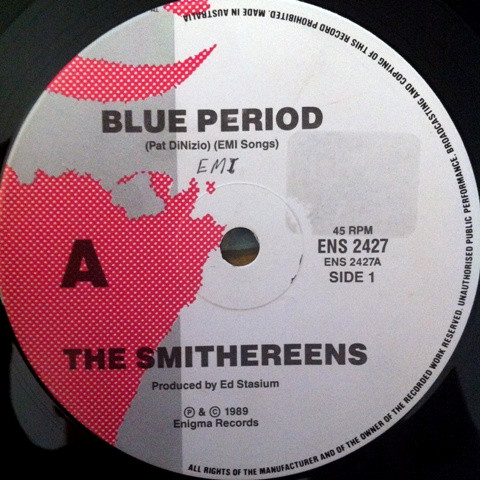 BLUE PERIOD
(Pat DiNizio) (EMI Songs)
EMI
45 RPM
ENS 2427
ENS 2427A
SIDE 1
A
THE SMITHEREENS
Produced by Ed Stasium
Ⓟ & © 1989
Enigma Records
ALL RIGHTS OF THE MANUFACTURER AND OF THE OWNER OF THE RECORDED WORK RESERVED. UNAUTHORISED PUBLIC PERFORMANCE, BROADCASTING AND COPYING OF THIS RECORD PROHIBITED. MADE IN AUSTRALIA